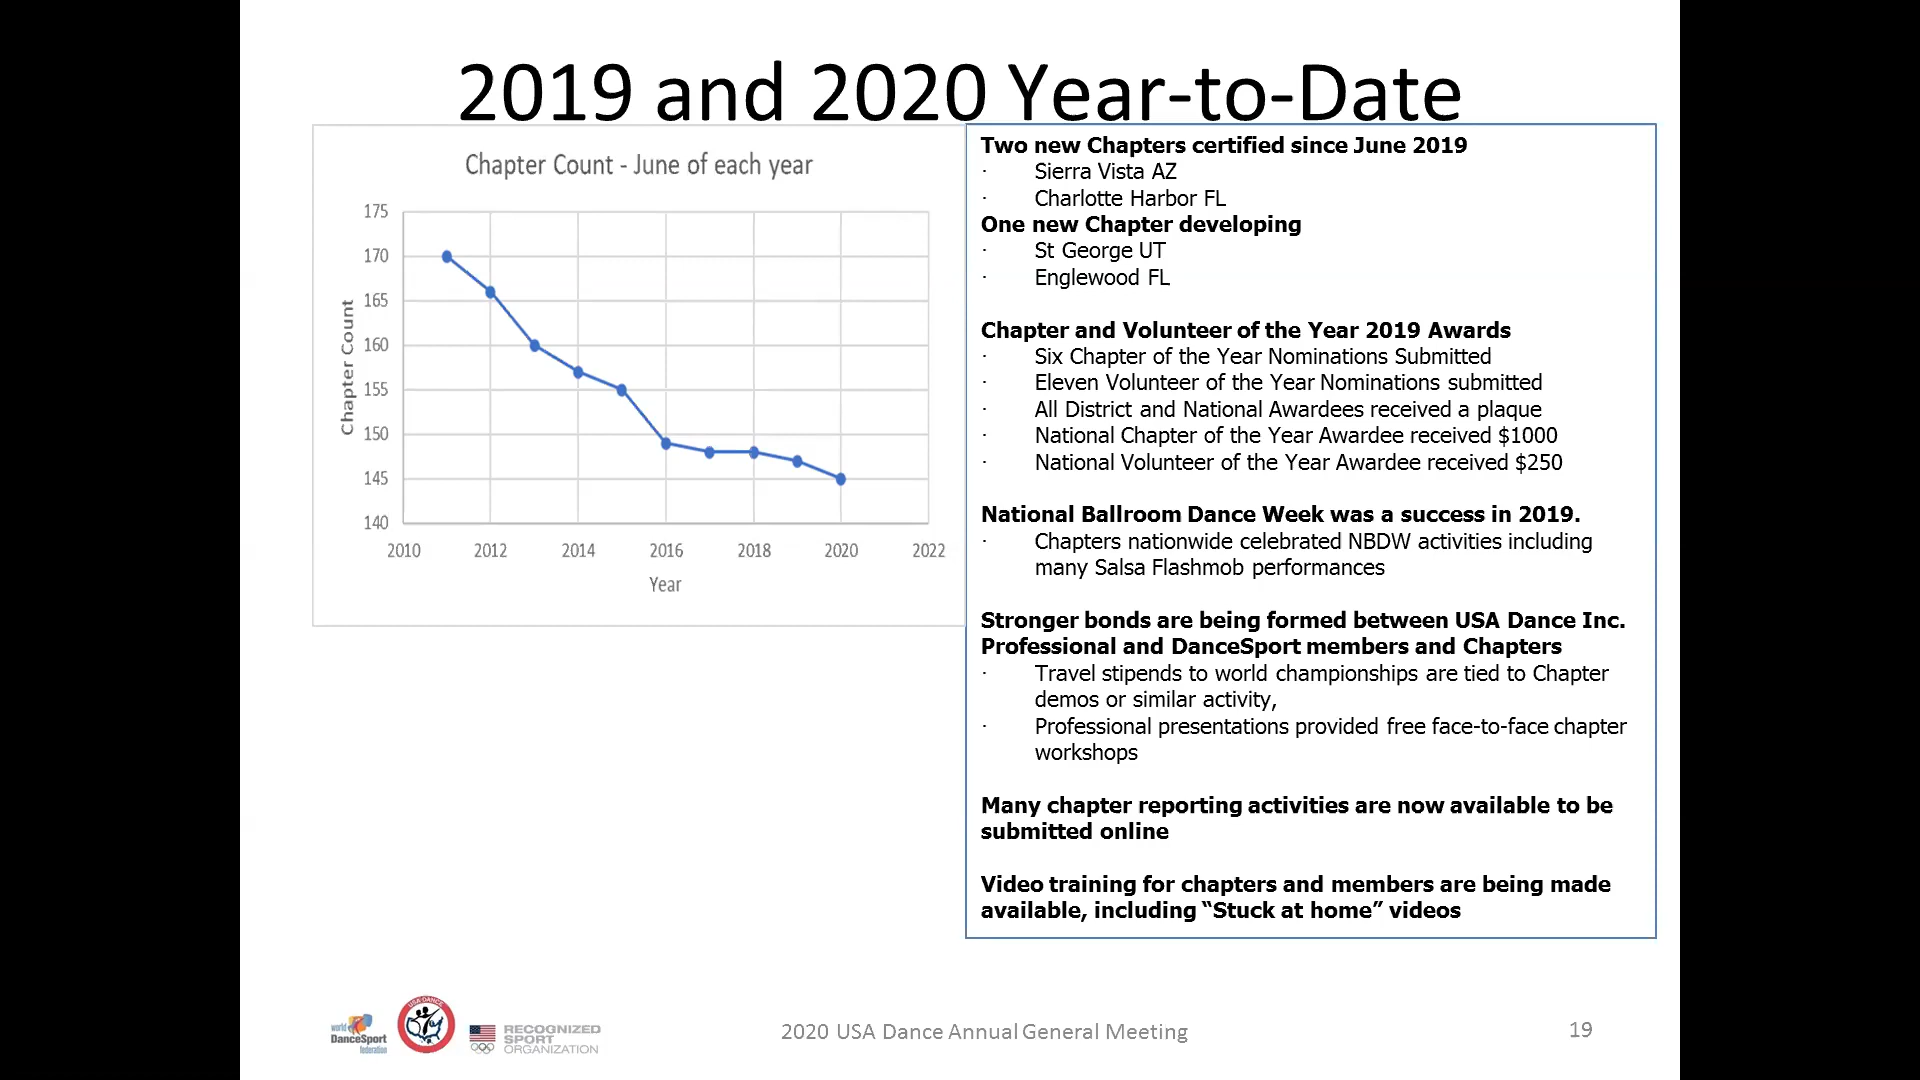 2019 and 2020 Year-to-Date
Chapter Count - June of each year
175
170
165
160
155
150
145
140
Chapter Count
2010
2012
2014
2016
2018
2020
2022
Year
Two new Chapters certified since June 2019
· Sierra Vista AZ
· Charlotte Harbor FL
One new Chapter developing
· St George UT
· Englewood FL
Chapter and Volunteer of the Year 2019 Awards
· Six Chapter of the Year Nominations Submitted
· Eleven Volunteer of the Year Nominations submitted
· All District and National Awardees received a plaque
· National Chapter of the Year Awardee received $1000
· National Volunteer of the Year Awardee received $250
National Ballroom Dance Week was a success in 2019.
· Chapters nationwide celebrated NBDW activities including
many Salsa Flashmob performances
Stronger bonds are being formed between USA Dance Inc.
Professional and DanceSport members and Chapters
· Travel stipends to world championships are tied to Chapter
demos or similar activity,
· Professional presentations provided free face-to-face chapter
workshops
Many chapter reporting activities are now available to be
submitted online
Video training for chapters and members are being made
available, including “Stuck at home” videos
world
DanceSport
federation
USA DANCE
RECOGNIZED
SPORT
ORGANIZATION
2020 USA Dance Annual General Meeting
19